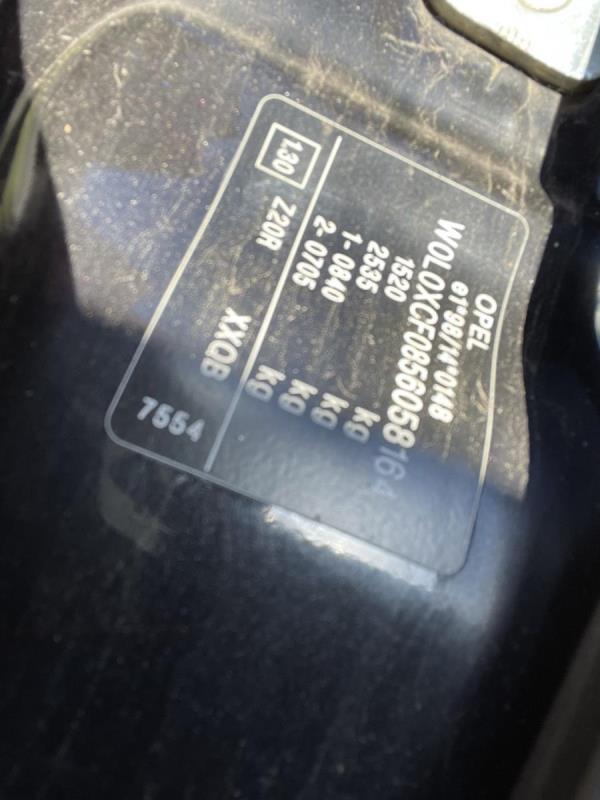 OPEL
e1*98/14*0148
W0L0XCF0856058164
1520 kg
2535 kg
1- 0840 kg
2- 0705 kg
130 Z20R XXQB
7554